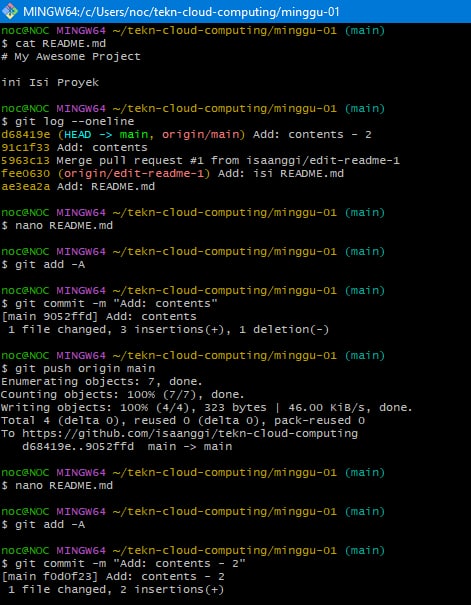 MINGW64:/c/Users/noc/tekn-cloud-computing/minggu-01
noc@NOC MINGW64 ~/tekn-cloud-computing/minggu-01 (main)
$ cat README.md
# My Awesome Project
ini Isi Proyek
noc@NOC MINGW64 ~/tekn-cloud-computing/minggu-01 (main)
$ git log --oneline
d68419e (HEAD -> main, origin/main) Add: contents - 2
91c1f33 Add: contents
5963c13 Merge pull request #1 from isaanggi/edit-readme-1
fee0630 (origin/edit-readme-1) Add: isi README.md
ae3ea2a Add: README.md
noc@NOC MINGW64 ~/tekn-cloud-computing/minggu-01 (main)
$ nano README.md
noc@NOC MINGW64 ~/tekn-cloud-computing/minggu-01 (main)
$ git add -A
noc@NOC MINGW64 ~/tekn-cloud-computing/minggu-01 (main)
$ git commit -m "Add: contents"
[main 9052ffd] Add: contents
 1 file changed, 3 insertions(+), 1 deletion(-)
noc@NOC MINGW64 ~/tekn-cloud-computing/minggu-01 (main)
$ git push origin main
Enumerating objects: 7, done.
Counting objects: 100% (7/7), done.
Writing objects: 100% (4/4), 323 bytes | 46.00 KiB/s, done.
Total 4 (delta 0), reused 0 (delta 0), pack-reused 0
To https://github.com/isaanggi/tekn-cloud-computing
   d68419e..9052ffd  main -> main
noc@NOC MINGW64 ~/tekn-cloud-computing/minggu-01 (main)
$ nano README.md
noc@NOC MINGW64 ~/tekn-cloud-computing/minggu-01 (main)
$ git add -A
noc@NOC MINGW64 ~/tekn-cloud-computing/minggu-01 (main)
$ git commit -m "Add: contents - 2"
[main f0d0f23] Add: contents - 2
 1 file changed, 2 insertions(+)